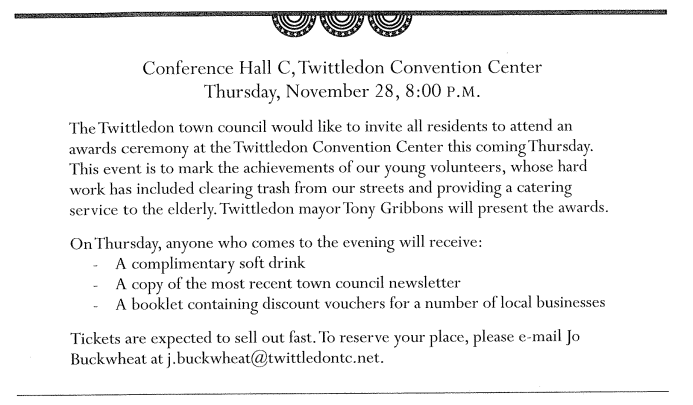 Conference Hall C, Twittledon Convention Center
Thursday, November 28, 8:00 P.M.
The Twittledon town council would like to invite all residents to attend an
awards ceremony at the Twittledon Convention Center this coming Thursday.
This event is to mark the achievements of our young volunteers, whose hard
work has included clearing trash from our streets and providing a catering
service to the elderly. Twittledon mayor Tony Gribbons will present the awards.
On Thursday, anyone who comes to the evening will receive:
- A complimentary soft drink
- A copy of the most recent town council newsletter
- A booklet containing discount vouchers for a number of local businesses
Tickets are expected to sell out fast. To reserve your place, please e-mail Jo
Buckwheat at j.buckwheat@twittledontc.net.